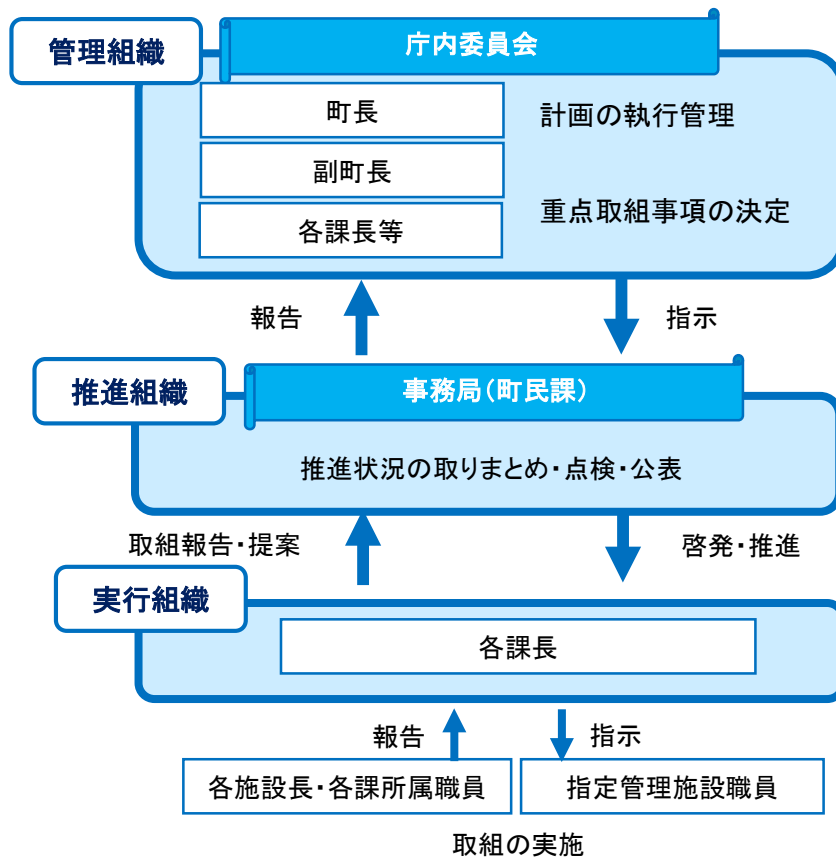 管理組織
庁内委員会
町長
計画の執行管理
副町長
重点取組事項の決定
各課長等
報告
指示
推進組織
事務局(町民課)
推進状況の取りまとめ・点検・公表
取組報告・提案
啓発・推進
実行組織
各課長
報告
指示
各施設長・各課所属職員
指定管理施設職員
取組の実施